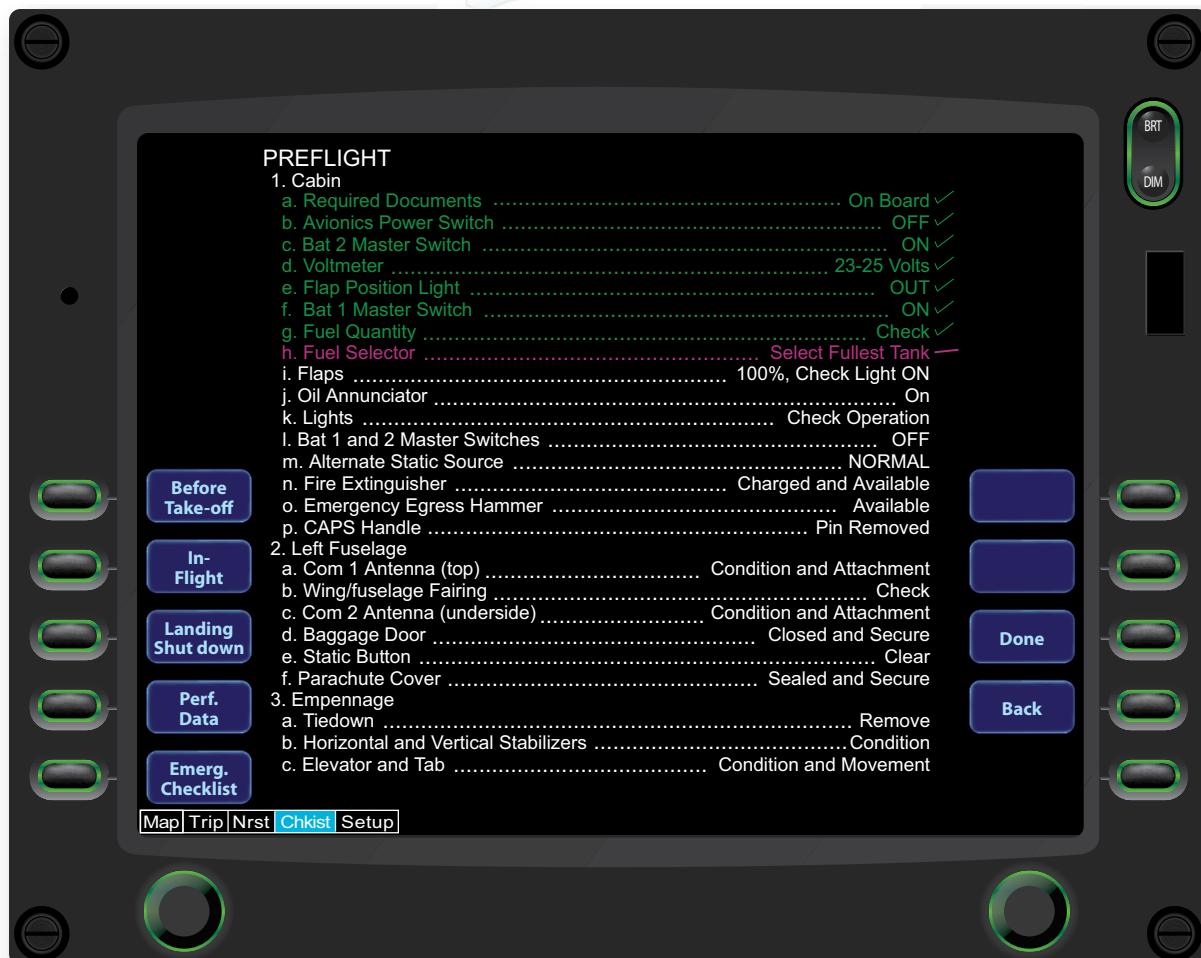 BRT
DIM
PREFLIGHT
1. Cabin
a. Required Documents ........................ On Board
b. Avionics Power Switch ........................ OFF
c. Bat 2 Master Switch ........................ ON
d. Voltmeter ........................ 23-25 Volts
e. Flap Position Light ........................ OUT
f. Bat 1 Master Switch ........................ ON
g. Fuel Quantity ........................ Check
h. Fuel Selector ........................ Select Fullest Tank
i. Flaps ........................ 100%, Check Light ON
j. Oil Annunciator ........................ On
k. Lights ........................ Check Operation
l. Bat 1 and 2 Master Switches ........................ OFF
m. Alternate Static Source ........................ NORMAL
n. Fire Extinguisher ........................ Charged and Available
o. Emergency Egress Hammer ........................ Available
p. CAPS Handle ........................ Pin Removed
2. Left Fuselage
a. Com 1 Antenna (top) ........................ Condition and Attachment
b. Wing/fuselage Fairing ........................ Check
c. Com 2 Antenna (underside) ........................ Condition and Attachment
d. Baggage Door ........................ Closed and Secure
e. Static Button ........................ Clear
f. Parachute Cover ........................ Sealed and Secure
3. Empennage
a. Tiedown ........................ Remove
b. Horizontal and Vertical Stabilizers ........................ Condition
c. Elevator and Tab ........................ Condition and Movement
Before
Take-off
In-
Flight
Landing
Shut down
Perf.
Data
Emerg.
Checklist
Done
Back
Map Trip Nrst Chkist Setup